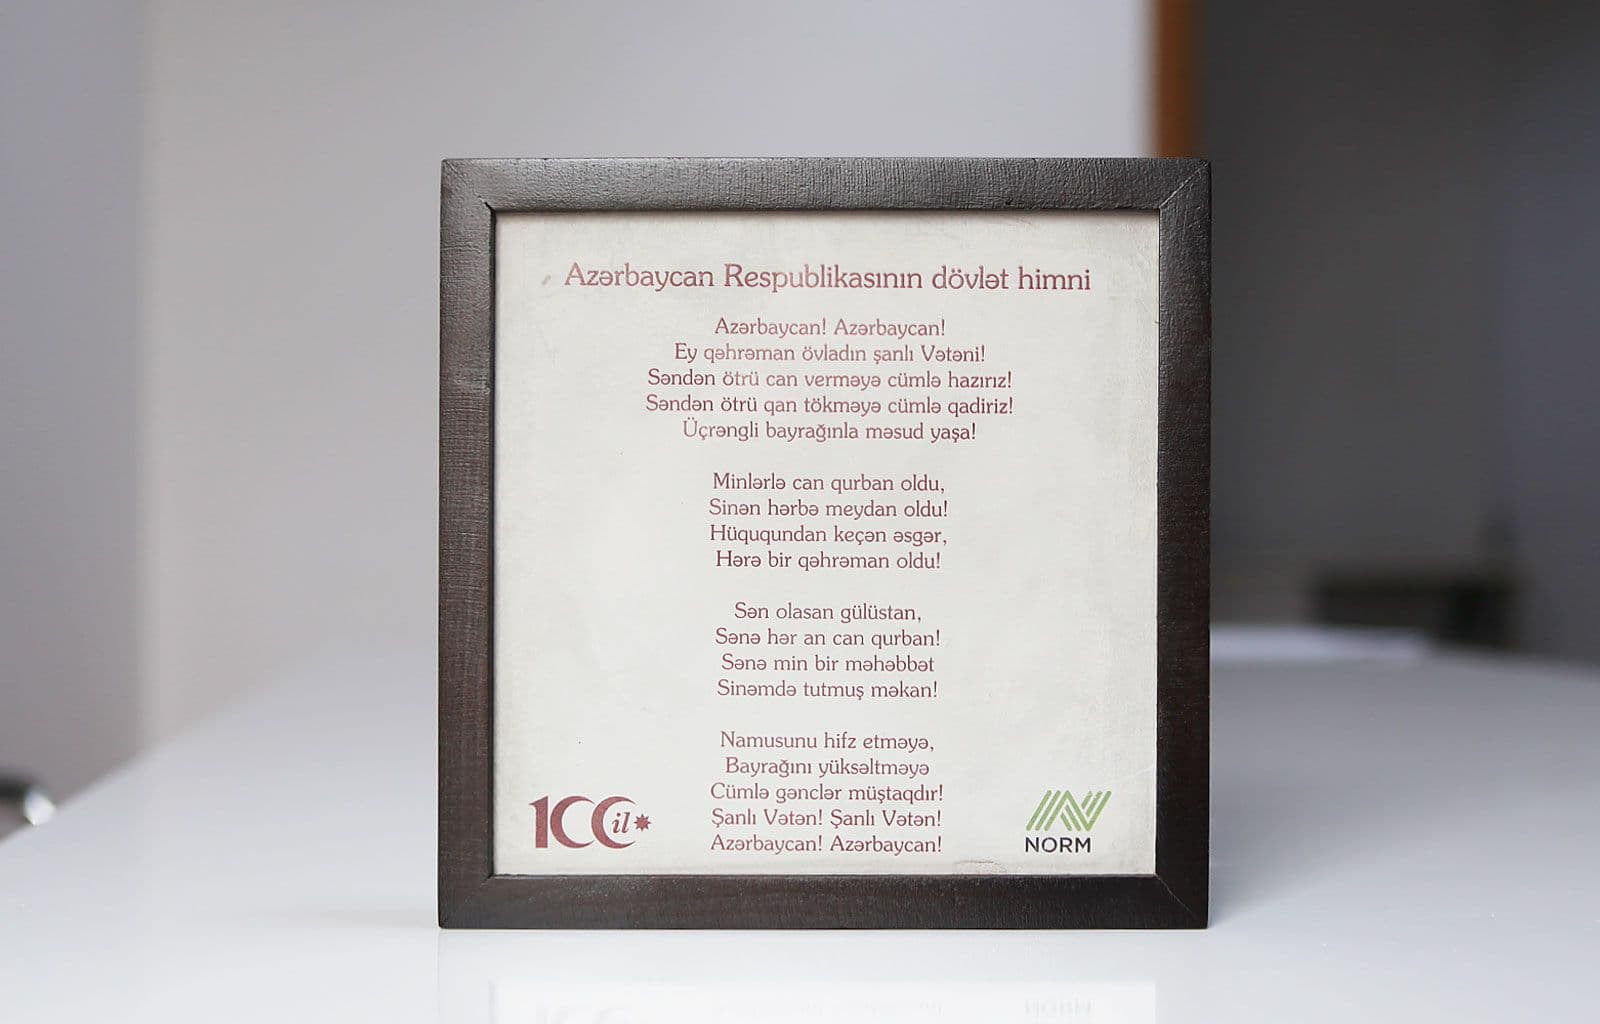 Azərbaycan Respublikasının dövlət himni
Azərbaycan! Azərbaycan!
Ey qəhrəman övladın şanlı Vətəni!
Səndən ötrü can verməyə cümlə hazırız!
Səndən ötrü qan tökməyə cümlə qadiriz!
Üçrəngli bayrağınla məsud yaşa!
Minlərlə can qurban oldu,
Sinən hərbə meydan oldu!
Hüququndan keçən əsgər,
Hərə bir qəhrəman oldu!
Sən olasan gülüstan,
Sənə hər an can qurban!
Sənə min bir məhəbbət
Sinəmdə tutmuş məkan!
Namusunu hifz etməyə,
Bayrağını yüksəltməyə
Cümlə gənclər müştaqdır!
Şanlı Vətən! Şanlı Vətən!
Azərbaycan! Azərbaycan!
100 il
NORM